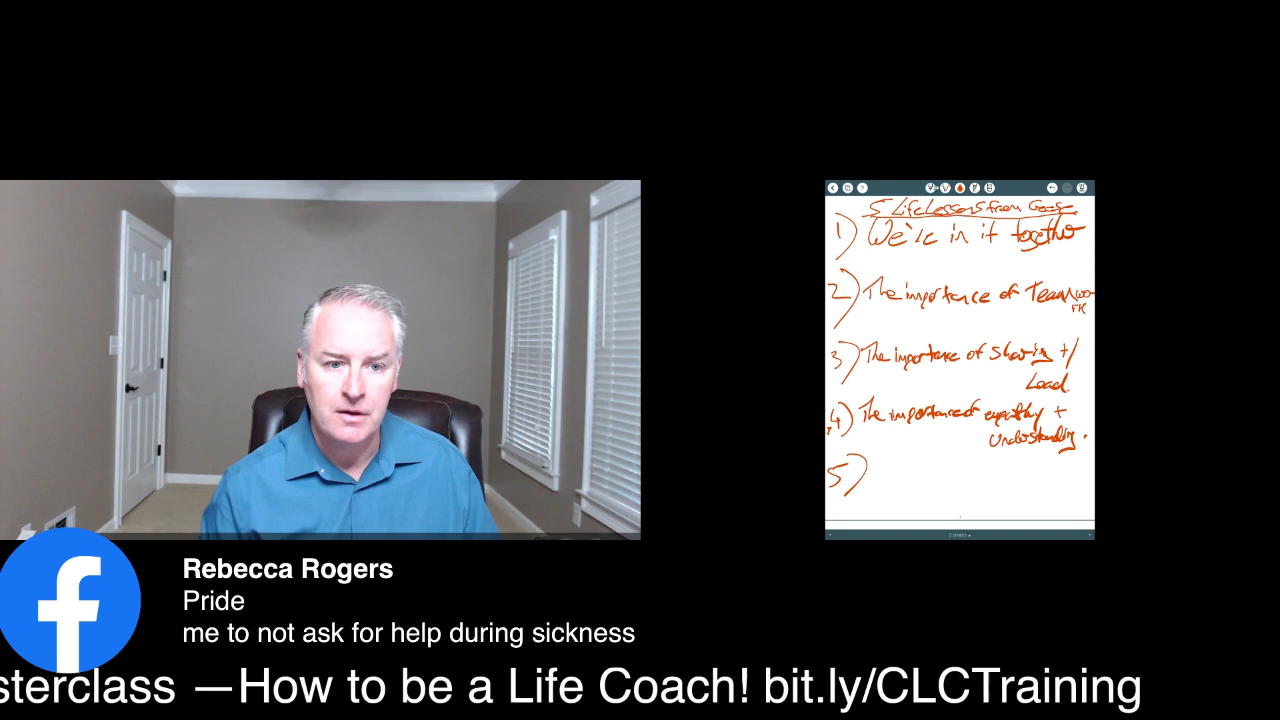 5 Life Lessons from Geese
1) We're in it together
2) The importance of Teamwo-
rk
3) The importance of sharing t/
Load.
4) The importance of empathy +
Understanding.
5)
Rebecca Rogers
Pride
me to not ask for help during sickness
sterclass —How to be a Life Coach! bit.ly/CLCTraining